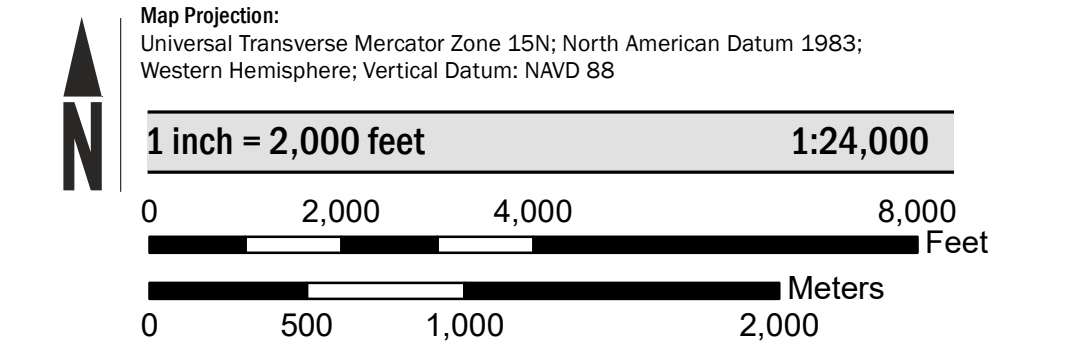 Map Projection:
Universal Transverse Mercator Zone 15N; North American Datum 1983;
Western Hemisphere; Vertical Datum: NAVD 88
N
1 inch = 2,000 feet 1:24,000
0 2,000 4,000 8,000
Feet
Meters
0 500 1,000 2,000